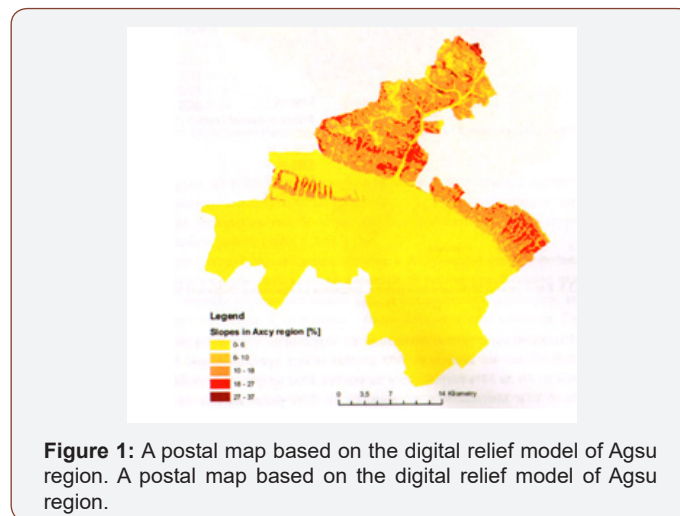 Legend
Slopes in Axcy region [%]
0- 6
6- 10
10 - 18
18 - 27
27 - 37
0 3,5 7 14 Kilometry
Figure 1: A postal map based on the digital relief model of Agsu
region. A postal map based on the digital relief model of Agsu
region.